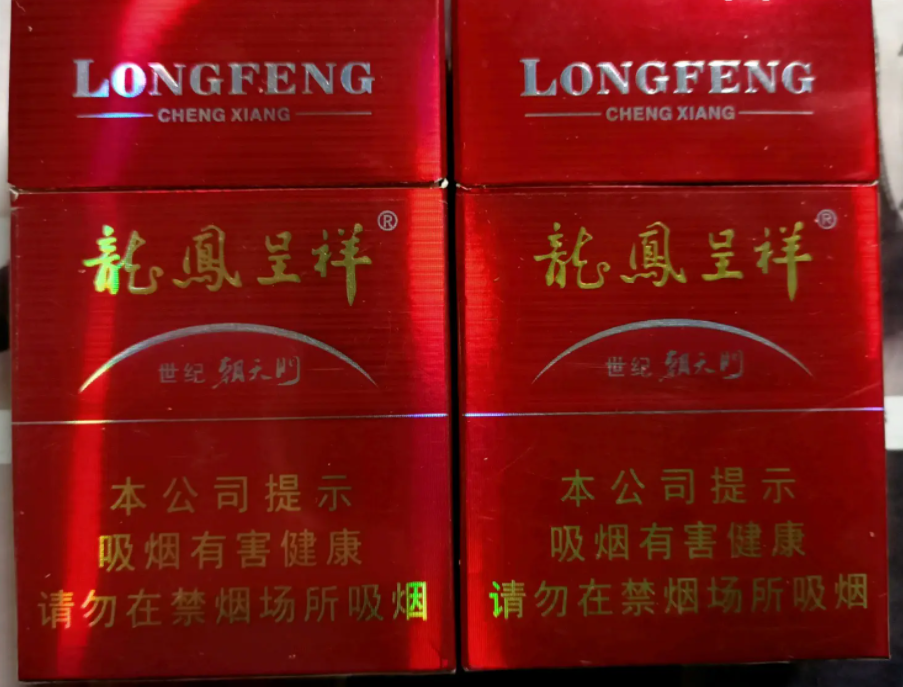 LONGFENG
CHENG XIANG
龍鳳呈祥®
世纪 朝天門
本公司提示
吸烟有害健康
请勿在禁烟场所吸烟
LONGFENG
CHENG XIANG
龍鳳呈祥®
世纪 朝天門
本公司提示
吸烟有害健康
请勿在禁烟场所吸烟